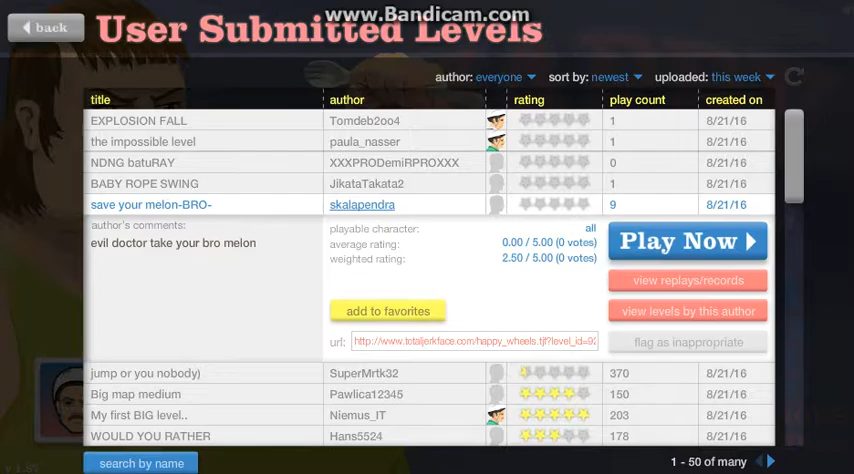 www.Bandicam.com
back
User Submitted Levels
author: everyone sort by: newest uploaded: this week
title author rating play count created on
EXPLOSION FALL Tomdeb2oo4 1 8/21/16
the impossible level paula_nasser 1 8/21/16
NDNG batuRAY XXXPRODemiRPROXXX 0 8/21/16
BABY ROPE SWING JikataTakata2 1 8/21/16
save your melon-BRO- skalapendra 9 8/21/16
author's comments:
evil doctor take your bro melon
playable character: all
average rating: 0.00 / 5.00 (0 votes)
weighted rating: 2.50 / 5.00 (0 votes)
Play Now
view replays/records
add to favorites
view levels by this author
url: http://www.totaljerkface.com/happy_wheels.tjf?level_id=92
flag as inappropriate
jump or you nobody) SuperMrtk32 370 8/21/16
Big map medium Pawlica12345 150 8/21/16
My first BIG level.. Niemus_IT 203 8/21/16
WOULD YOU RATHER Hans5524 178 8/21/16
search by name
1 - 50 of many